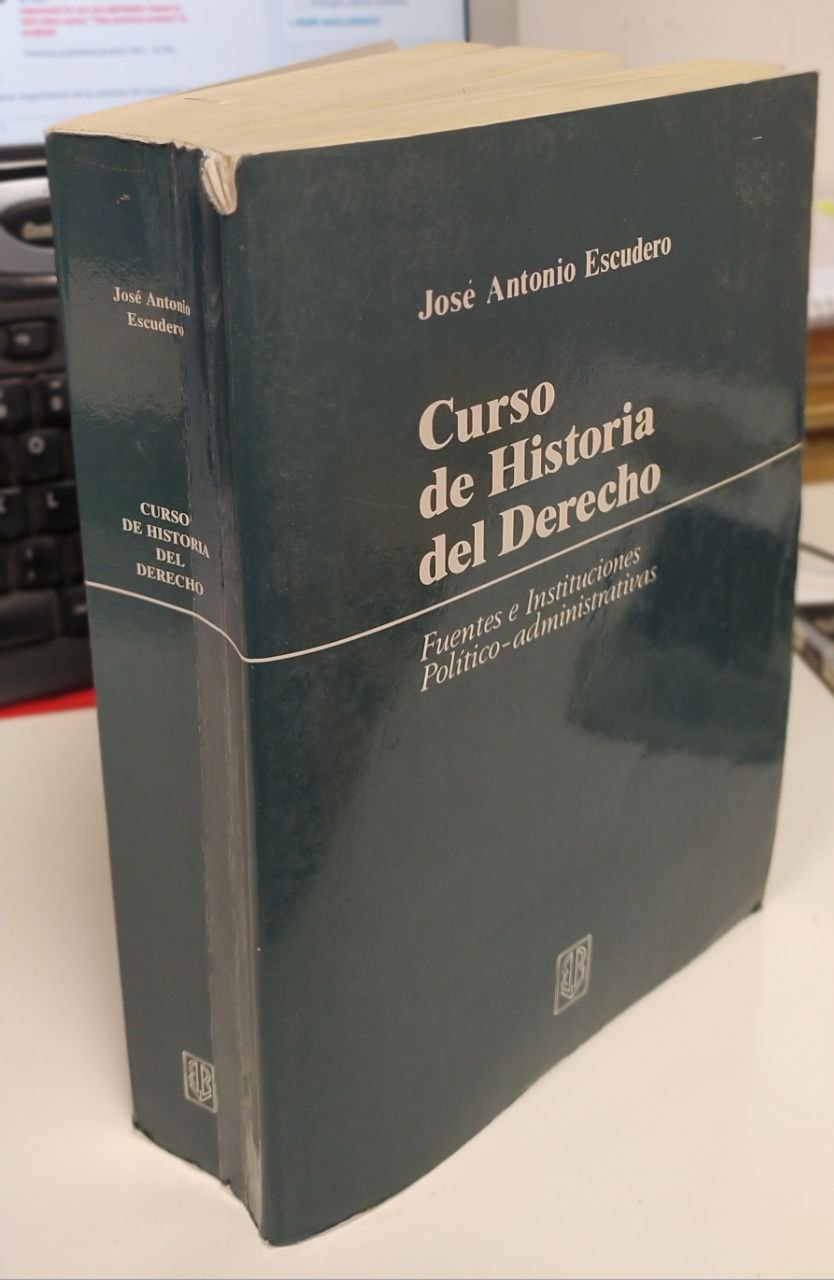 José Antonio
Escudero
CURSO
DE HISTORIA
DEL
DERECHO
José Antonio Escudero
Curso
de Historia
del Derecho
Fuentes e Instituciones
Político-administrativas